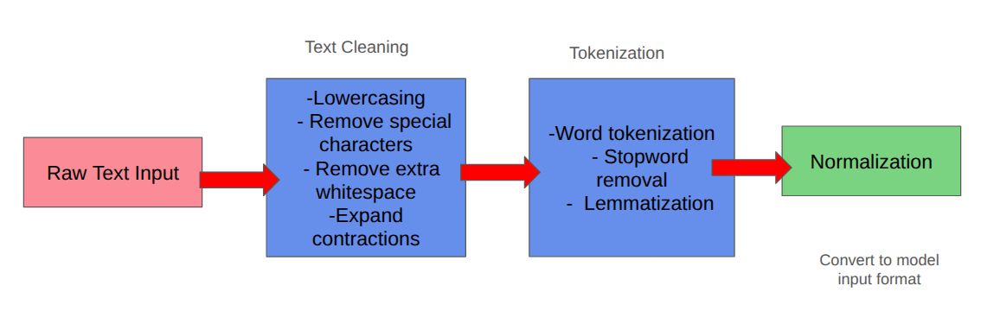 Text Cleaning
Tokenization
Raw Text Input
-Lowercasing
- Remove special
characters
- Remove extra
whitespace
-Expand
contractions
-Word tokenization
- Stopword
removal
- Lemmatization
Normalization
Convert to model
input format